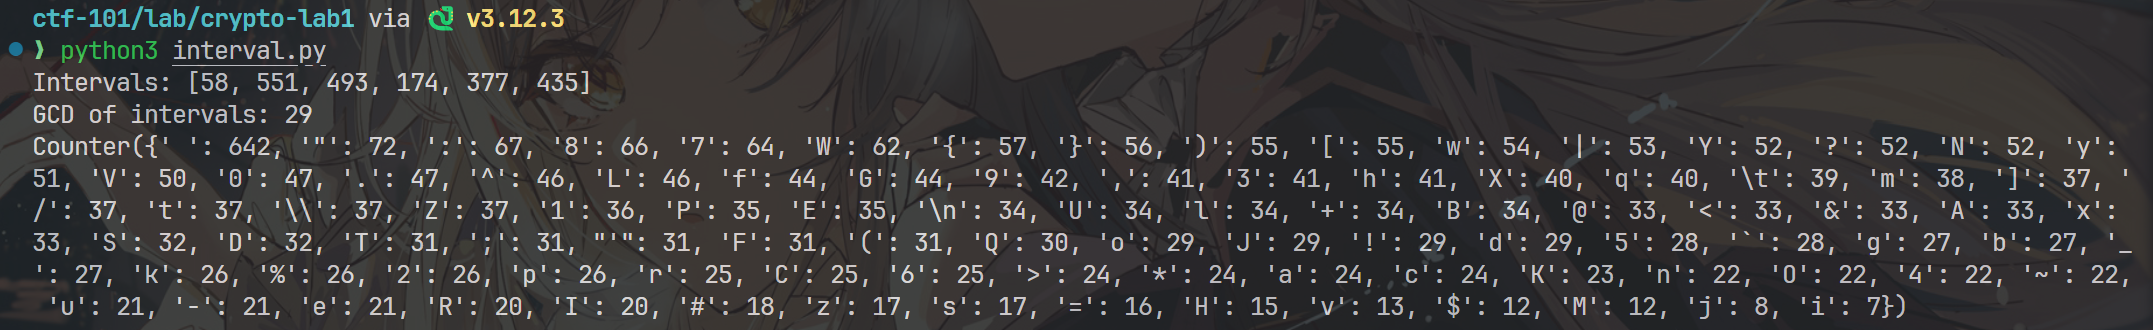 ctf-101/lab/crypto-lab1 via v3.12.3
❫ python3 interval.py
Intervals: [58, 551, 493, 174, 377, 435]
GCD of intervals: 29
Counter({' ': 642, '"': 72, ':': 67, '8': 66, '7': 64, 'W': 62, '{': 57, '}': 56, ')': 55, '[': 55, 'w': 54, '|': 53, 'Y': 52, '?': 52, 'N': 52, 'y':
51, 'V': 50, '0': 47, '.': 47, '^': 46, 'L': 46, 'f': 44, 'G': 44, '9': 42, ',': 41, '3': 41, 'h': 41, 'X': 40, 'q': 40, '\t': 39, 'm': 38, ']': 37, '
/': 37, 't': 37, '\\': 37, 'Z': 37, '1': 36, 'P': 35, 'E': 35, '\n': 34, 'U': 34, 'l': 34, '+': 34, 'B': 34, '@': 33, '<': 33, '&': 33, 'A': 33, 'x':
33, 'S': 32, 'D': 32, 'T': 31, ';': 31, "'": 31, 'F': 31, '(': 31, 'Q': 30, 'o': 29, 'J': 29, '!': 29, 'd': 29, '5': 28, '`': 28, 'g': 27, 'b': 27, '_
': 27, 'k': 26, '%': 26, '2': 26, 'p': 26, 'r': 25, 'C': 25, '6': 25, '>': 24, '*': 24, 'a': 24, 'c': 24, 'K': 23, 'n': 22, 'O': 22, '4': 22, '~': 22,
'u': 21, '-': 21, 'e': 21, 'R': 20, 'I': 20, '#': 18, 'z': 17, 's': 17, '=': 16, 'H': 15, 'v': 13, '$': 12, 'M': 12, 'j': 8, 'i': 7})